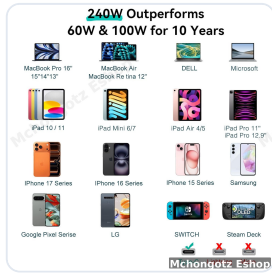 240W Outperforms
60W & 100W for 10 Years
MacBook Pro 16"
15"14"13"
MacBook Air
MacBook Re tina 12"
DELL
Microsoft
iPad 10 / 11
iPad Mini 6/7
iPad Air 4/5
iPad Pro 11"
iPad Pro 12.9"
IPhone 17 Series
IPhone 16 Series
IPhone 15 Series
Samsung
Google Pixel Serise
LG
SWITCH
Steam Deck
Mchongotz Eshop